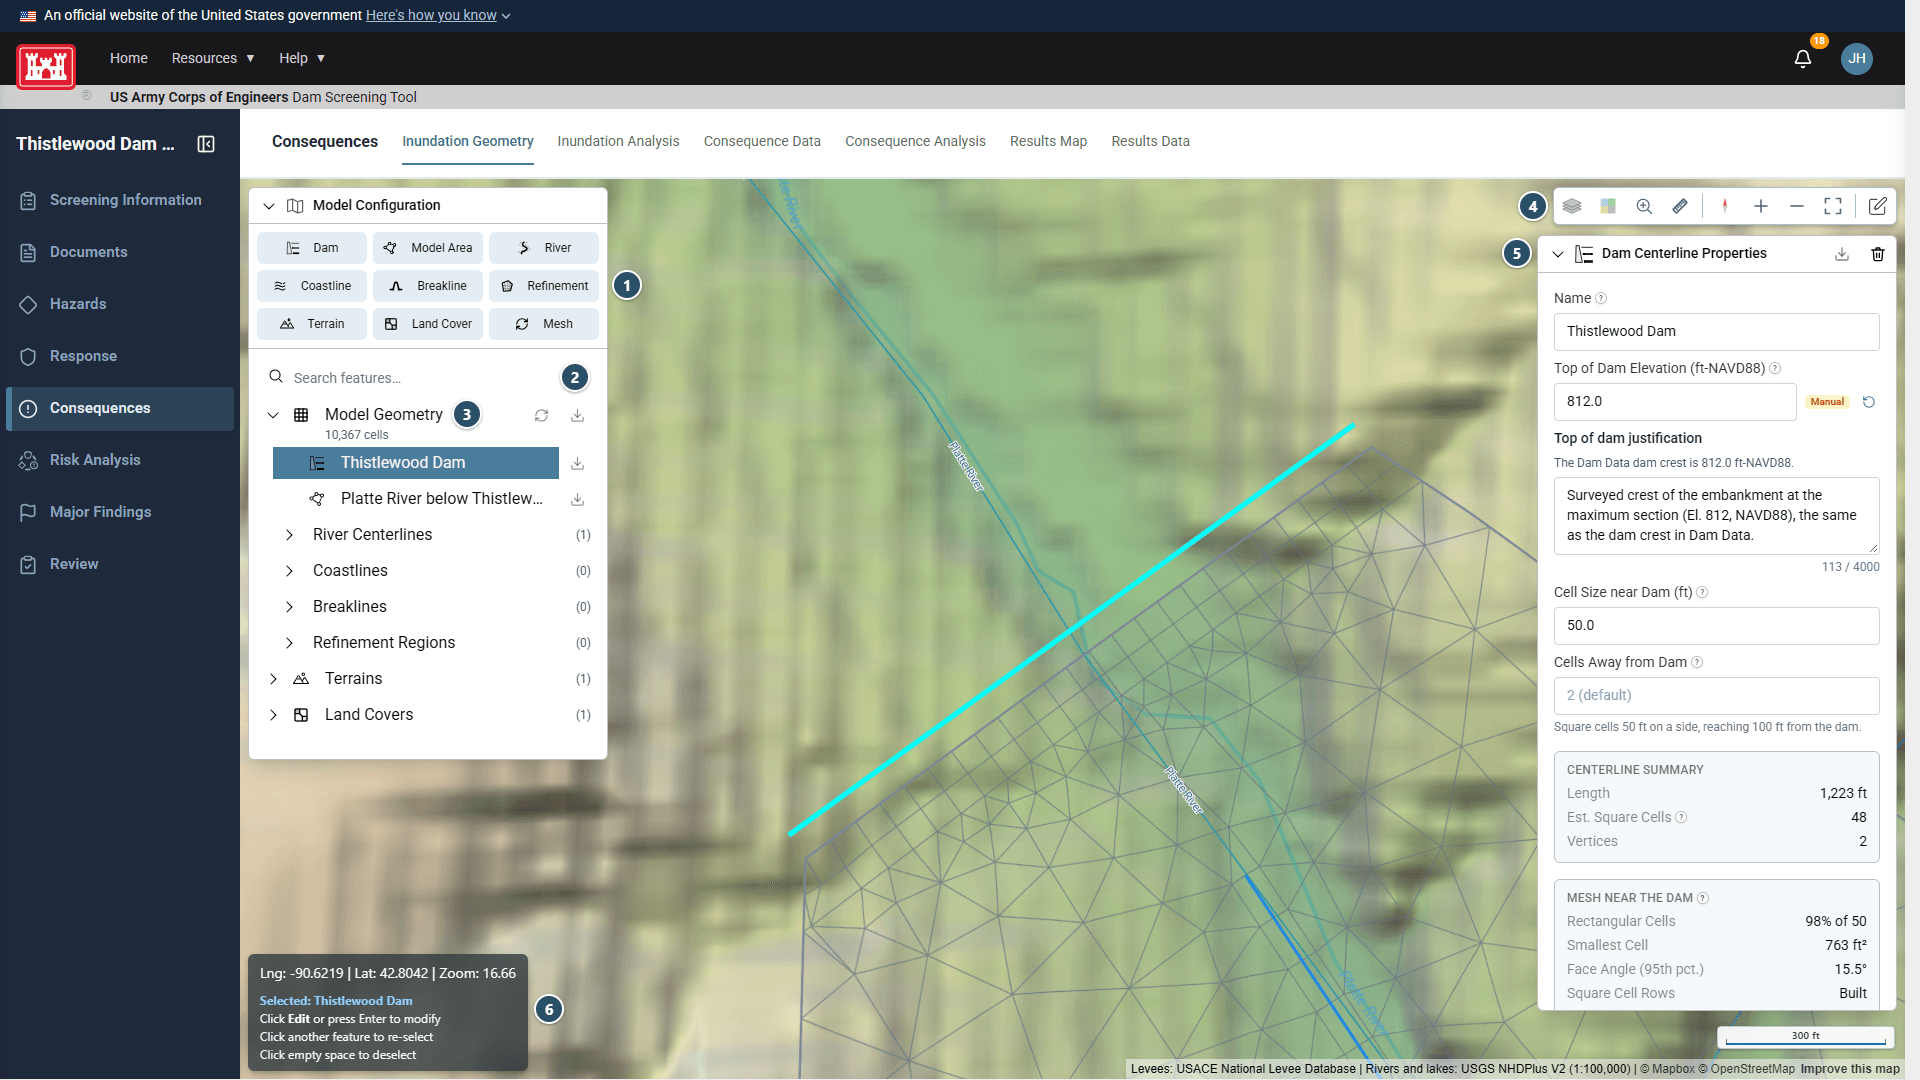 An official website of the United States government Here's how you know
Home Resources Help
18
JH
US Army Corps of Engineers Dam Screening Tool
Thistlewood Dam ...
Screening Information
Documents
Hazards
Response
Consequences
Risk Analysis
Major Findings
Review
Consequences Inundation Geometry Inundation Analysis Consequence Data Consequence Analysis Results Map Results Data
Model Configuration
Dam Model Area River
Coastline Breakline Refinement
Terrain Land Cover Mesh
1
Search features...
2
Model Geometry
3
10,367 cells
Thistlewood Dam
Platte River below Thistlew...
River Centerlines (1)
Coastlines (0)
Breaklines (0)
Refinement Regions (0)
Terrains (1)
Land Covers (1)
Platte River
Platte River
Platte River
Lng: -90.6219 | Lat: 42.8042 | Zoom: 16.66
Selected: Thistlewood Dam
Click Edit or press Enter to modify
Click another feature to re-select
Click empty space to deselect
6
4
5
Dam Centerline Properties
Name
Thistlewood Dam
Top of Dam Elevation (ft-NAVD88)
812.0
Manual
Top of dam justification
The Dam Data dam crest is 812.0 ft-NAVD88.
Surveyed crest of the embankment at the
maximum section (El. 812, NAVD88), the same
as the dam crest in Dam Data.
113 / 4000
Cell Size near Dam (ft)
50.0
Cells Away from Dam
2 (default)
Square cells 50 ft on a side, reaching 100 ft from the dam.
CENTERLINE SUMMARY
Length 1,223 ft
Est. Square Cells 48
Vertices 2
MESH NEAR THE DAM
Rectangular Cells 98% of 50
Smallest Cell 763 ft²
Face Angle (95th pct.) 15.5°
Square Cell Rows Built
300 ft
Levees: USACE National Levee Database | Rivers and lakes: USGS NHDPlus V2 (1:100,000) | © Mapbox © OpenStreetMap Improve this map